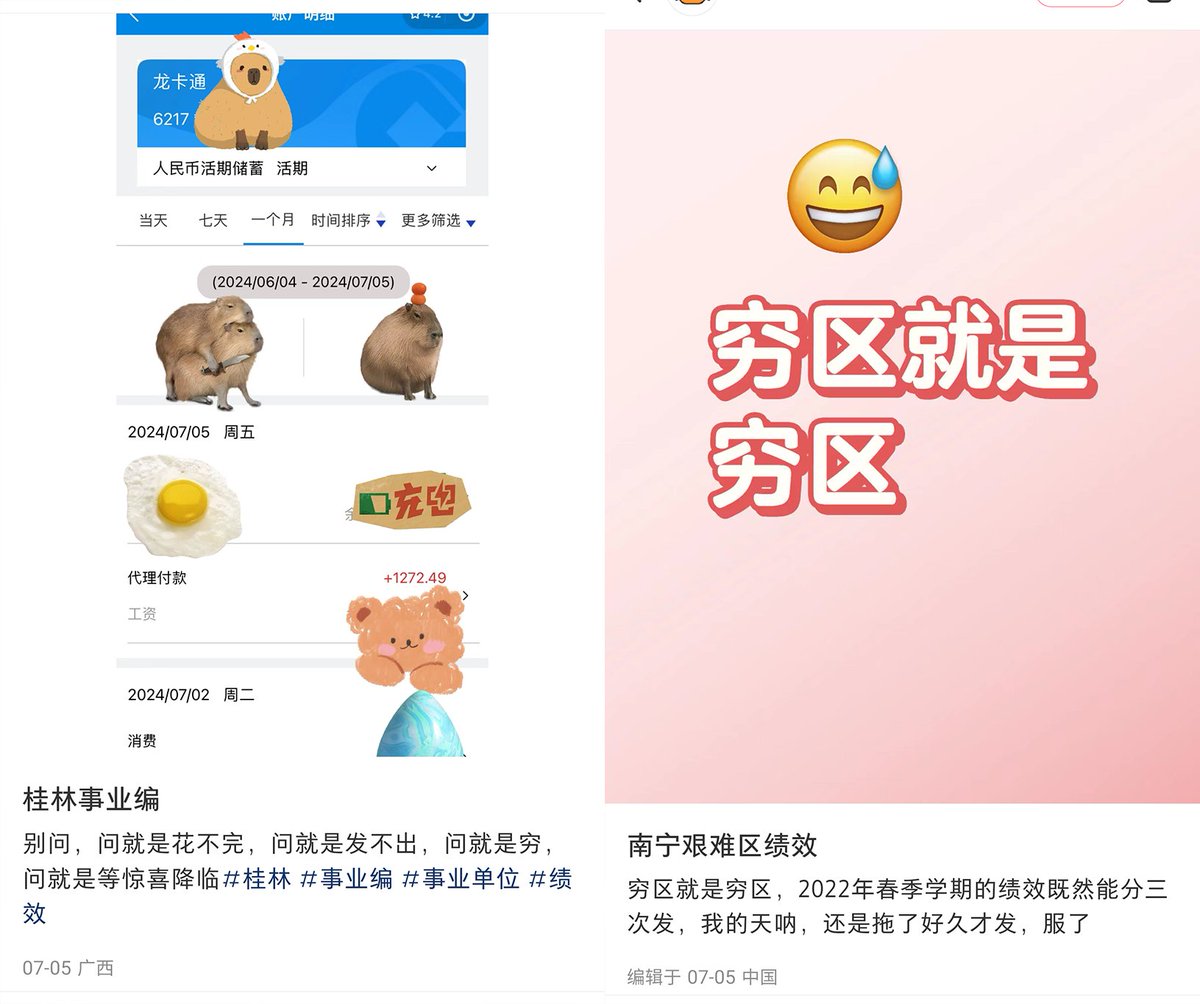 账户明细
4.2
龙卡通
6217
人民币活期储蓄 活期
当天 七天 一个月 时间排序 更多筛选
(2024/06/04 - 2024/07/05)
2024/07/05 周五
充电
代理付款 +1272.49
工资
2024/07/02 周二
消费
桂林事业编
别问，问就是花不完，问就是发不出，问就是穷，
问就是等惊喜降临#桂林 #事业编 #事业单位 #绩
效
07-05 广西
穷区就是
穷区
南宁艰难区绩效
穷区就是穷区，2022年春季学期的绩效既然能分三
次发，我的天呐，还是拖了好久才发，服了
编辑于 07-05 中国